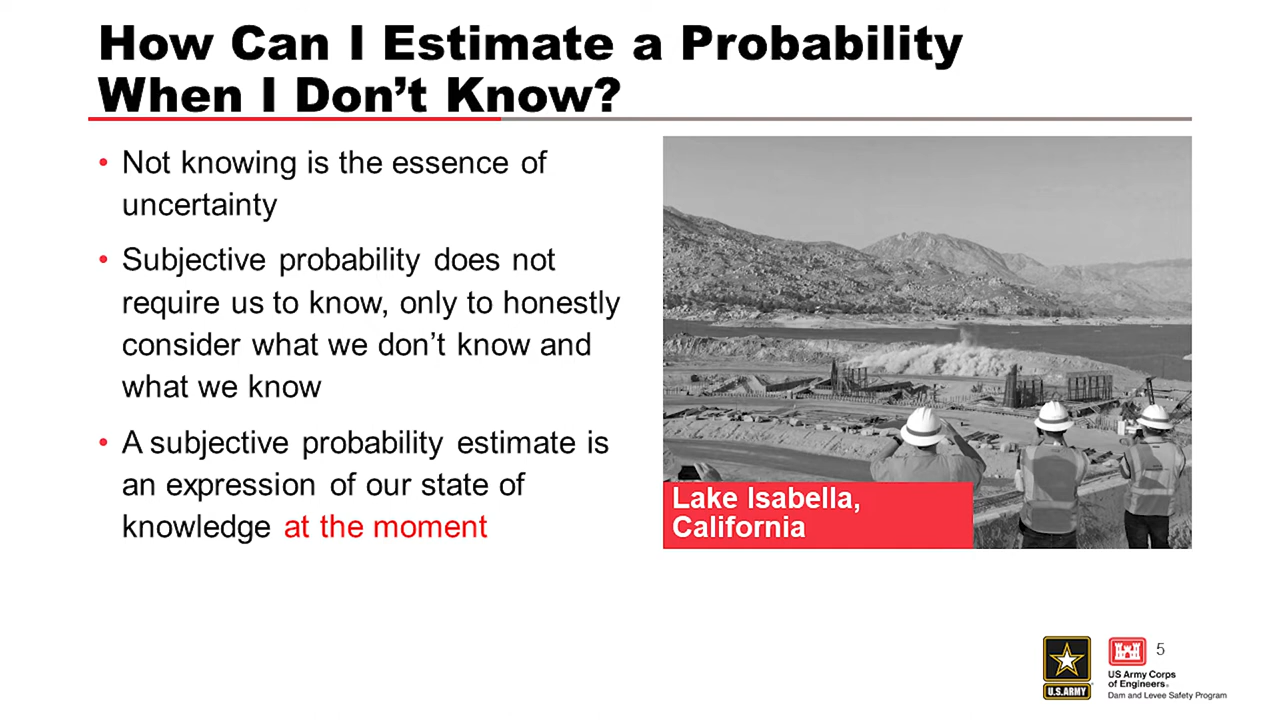 How Can I Estimate a Probability
When I Don’t Know?
• Not knowing is the essence of
uncertainty
• Subjective probability does not
require us to know, only to honestly
consider what we don’t know and
what we know
• A subjective probability estimate is
an expression of our state of
knowledge at the moment
Lake Isabella,
California
U.S.ARMY
5
US Army Corps
of Engineers®
Dam and Levee Safety Program